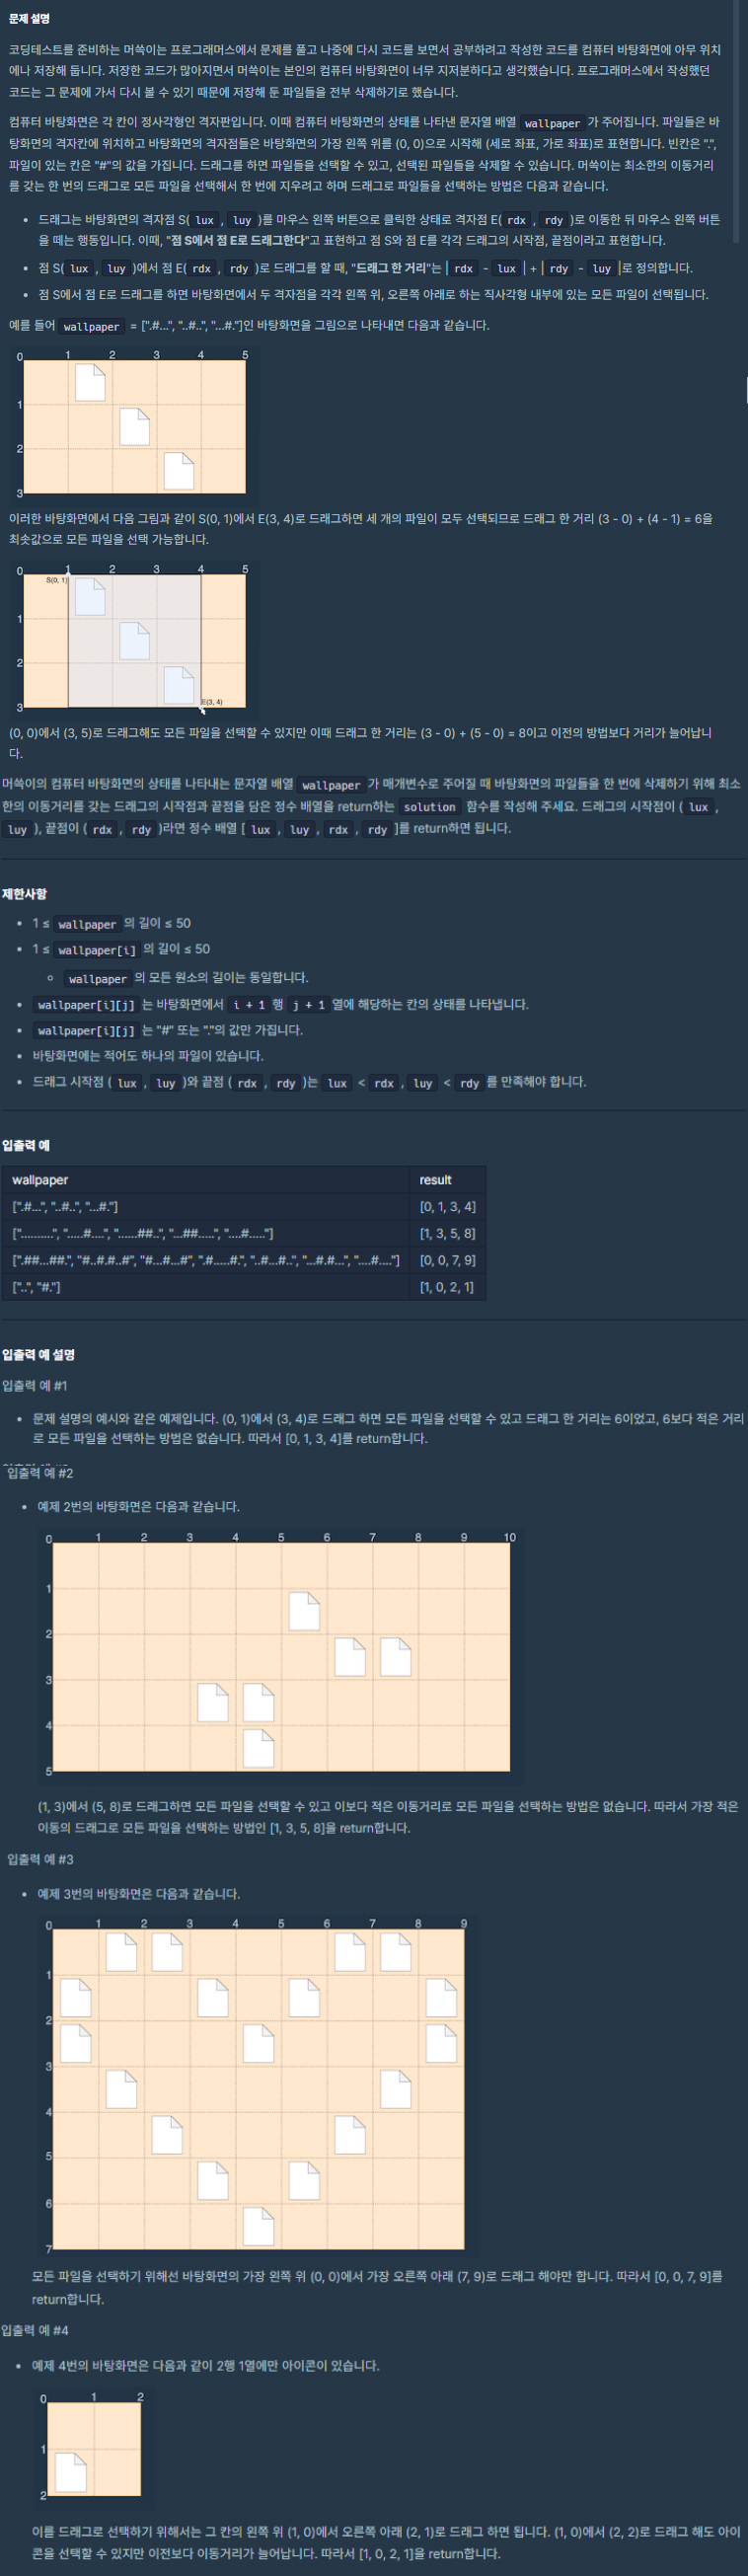 문제 설명
코딩테스트를 준비하는 머쓱이는 프로그래머스에서 문제를 풀고 나중에 다시 코드를 보면서 공부하려고 작성한 코드를 컴퓨터 바탕화면에 아무 위치
에나 저장해 둡니다. 저장한 코드가 많아지면서 머쓱이는 본인의 컴퓨터 바탕화면이 너무 지저분하다고 생각했습니다. 프로그래머스에서 작성했던
코드는 그 문제에 가서 다시 볼 수 있기 때문에 저장해 둔 파일들을 전부 삭제하기로 했습니다.
컴퓨터 바탕화면은 각 칸이 정사각형인 격자판입니다. 이때 컴퓨터 바탕화면의 상태를 나타낸 문자열 배열 wallpaper 가 주어집니다. 파일들은 바
탕화면의 격자칸에 위치하고 바탕화면의 격자점들은 바탕화면의 가장 왼쪽 위를 (0, 0)으로 시작해 (세로 좌표, 가로 좌표)로 표현합니다. 빈칸은 ".",
파일이 있는 칸은 "#"의 값을 가집니다. 드래그를 하면 파일들을 선택할 수 있고, 선택된 파일들을 삭제할 수 있습니다. 머쓱이는 최소한의 이동거리
를 갖는 한 번의 드래그로 모든 파일을 선택해서 한 번에 지우려고 하며 드래그로 파일들을 선택하는 방법은 다음과 같습니다.
• 드래그는 바탕화면의 격자점 S( lux , luy )를 마우스 왼쪽 버튼으로 클릭한 상태로 격자점 E( rdx , rdy )로 이동한 뒤 마우스 왼쪽 버튼
을 떼는 행동입니다. 이때, "점 S에서 점 E로 드래그한다"고 표현하고 점 S와 점 E를 각각 드래그의 시작점, 끝점이라고 표현합니다.
• 점 S( lux , luy )에서 점 E( rdx , rdy )로 드래그를 할 때, "드래그 한 거리"는 | rdx - lux | + | rdy - luy |로 정의합니다.
• 점 S에서 점 E로 드래그를 하면 바탕화면에서 두 격자점을 각각 왼쪽 위, 오른쪽 아래로 하는 직사각형 내부에 있는 모든 파일이 선택됩니다.
예를 들어 wallpaper = [".#...", "..#..", "...#."]인 바탕화면을 그림으로 나타내면 다음과 같습니다.
0 1 2 3 4 5
1
2
3
이러한 바탕화면에서 다음 그림과 같이 S(0, 1)에서 E(3, 4)로 드래그하면 세 개의 파일이 모두 선택되므로 드래그 한 거리 (3 - 0) + (4 - 1) = 6을
최솟값으로 모든 파일을 선택 가능합니다.
0 1 2 3 4 5
S(0, 1)
1
2
E(3, 4)
3
(0, 0)에서 (3, 5)로 드래그해도 모든 파일을 선택할 수 있지만 이때 드래그 한 거리는 (3 - 0) + (5 - 0) = 8이고 이전의 방법보다 거리가 늘어납니
다.
머쓱이의 컴퓨터 바탕화면의 상태를 나타내는 문자열 배열 wallpaper 가 매개변수로 주어질 때 바탕화면의 파일들을 한 번에 삭제하기 위해 최소
한의 이동거리를 갖는 드래그의 시작점과 끝점을 담은 정수 배열을 return하는 solution 함수를 작성해 주세요. 드래그의 시작점이 ( lux ,
luy ), 끝점이 ( rdx , rdy )라면 정수 배열 [ lux , luy , rdx , rdy ]를 return하면 됩니다.
제한사항
• 1 ≤ wallpaper 의 길이 ≤ 50
• 1 ≤ wallpaper[i] 의 길이 ≤ 50
◦ wallpaper 의 모든 원소의 길이는 동일합니다.
• wallpaper[i][j] 는 바탕화면에서 i + 1 행 j + 1 열에 해당하는 칸의 상태를 나타냅니다.
• wallpaper[i][j] 는 "#" 또는 "."의 값만 가집니다.
• 바탕화면에는 적어도 하나의 파일이 있습니다.
• 드래그 시작점 ( lux , luy )와 끝점 ( rdx , rdy )는 lux < rdx , luy < rdy 를 만족해야 합니다.
입출력 예
wallpaper result
[".#...", "..#..", "...#."] [0, 1, 3, 4]
["..........", ".....#....", "......##..", "...##.....", "....#....."] [1, 3, 5, 8]
[".##...##.", "#..#.#..#", "#...#...#", ".#.....#.", "..#...#..", "...#.#...", "....#...."] [0, 0, 7, 9]
["..", "#."] [1, 0, 2, 1]
입출력 예 설명
입출력 예 #1
• 문제 설명의 예시와 같은 예제입니다. (0, 1)에서 (3, 4)로 드래그 하면 모든 파일을 선택할 수 있고 드래그 한 거리는 6이었고, 6보다 적은 거리
로 모든 파일을 선택하는 방법은 없습니다. 따라서 [0, 1, 3, 4]를 return합니다.
입출력 예 #2
• 예제 2번의 바탕화면은 다음과 같습니다.
0 1 2 3 4 5 6 7 8 9 10
1
2
3
4
5
(1, 3)에서 (5, 8)로 드래그하면 모든 파일을 선택할 수 있고 이보다 적은 이동거리로 모든 파일을 선택하는 방법은 없습니다. 따라서 가장 적은
이동의 드래그로 모든 파일을 선택하는 방법인 [1, 3, 5, 8]을 return합니다.
입출력 예 #3
• 예제 3번의 바탕화면은 다음과 같습니다.
0 1 2 3 4 5 6 7 8 9
1
2
3
4
5
6
7
모든 파일을 선택하기 위해선 바탕화면의 가장 왼쪽 위 (0, 0)에서 가장 오른쪽 아래 (7, 9)로 드래그 해야만 합니다. 따라서 [0, 0, 7, 9]를
return합니다.
입출력 예 #4
• 예제 4번의 바탕화면은 다음과 같이 2행 1열에만 아이콘이 있습니다.
0 1 2
1
2
이를 드래그로 선택하기 위해서는 그 칸의 왼쪽 위 (1, 0)에서 오른쪽 아래 (2, 1)로 드래그 하면 됩니다. (1, 0)에서 (2, 2)로 드래그 해도 아이
콘을 선택할 수 있지만 이전보다 이동거리가 늘어납니다. 따라서 [1, 0, 2, 1]을 return합니다.